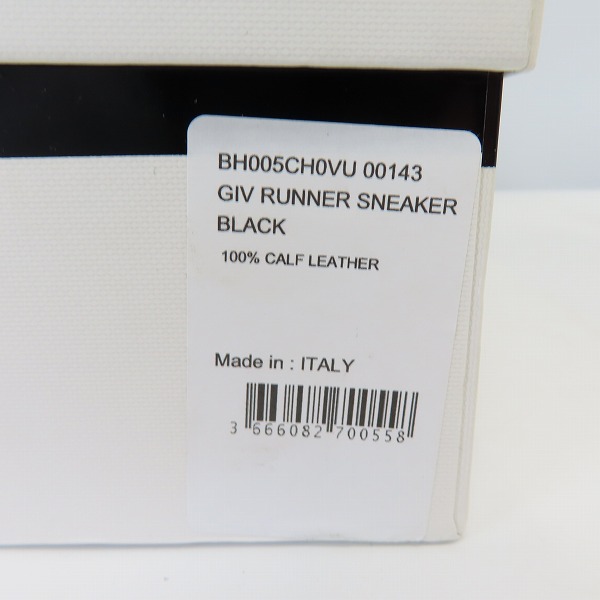 BH005CH0VU 00143
GIV RUNNER SNEAKER
BLACK
100% CALF LEATHER
Made in : ITALY
3 666082 700558